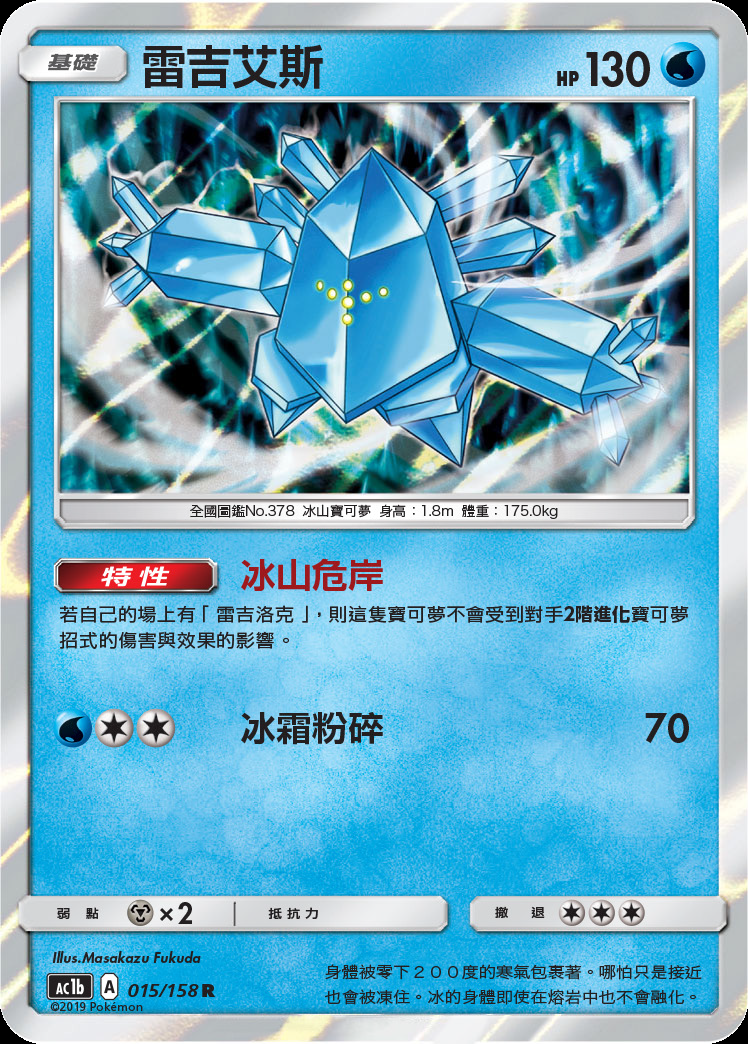 基礎 雷吉艾斯 HP 130
全國圖鑑No.378 冰山寶可夢 身高：1.8m 體重：175.0kg
特性 冰山危岸
若自己的場上有「雷吉洛克」，則這隻寶可夢不會受到對手2階進化寶可夢
招式的傷害與效果的影響。
冰霜粉碎 70
弱點 ×2 抵抗力 撤退
Illus.Masakazu Fukuda
AC1b A 015/158 R
©2019 Pokémon
身體被零下２００度的寒氣包裹著。哪怕只是接近
也會被凍住。冰的身體即使在熔岩中也不會融化。